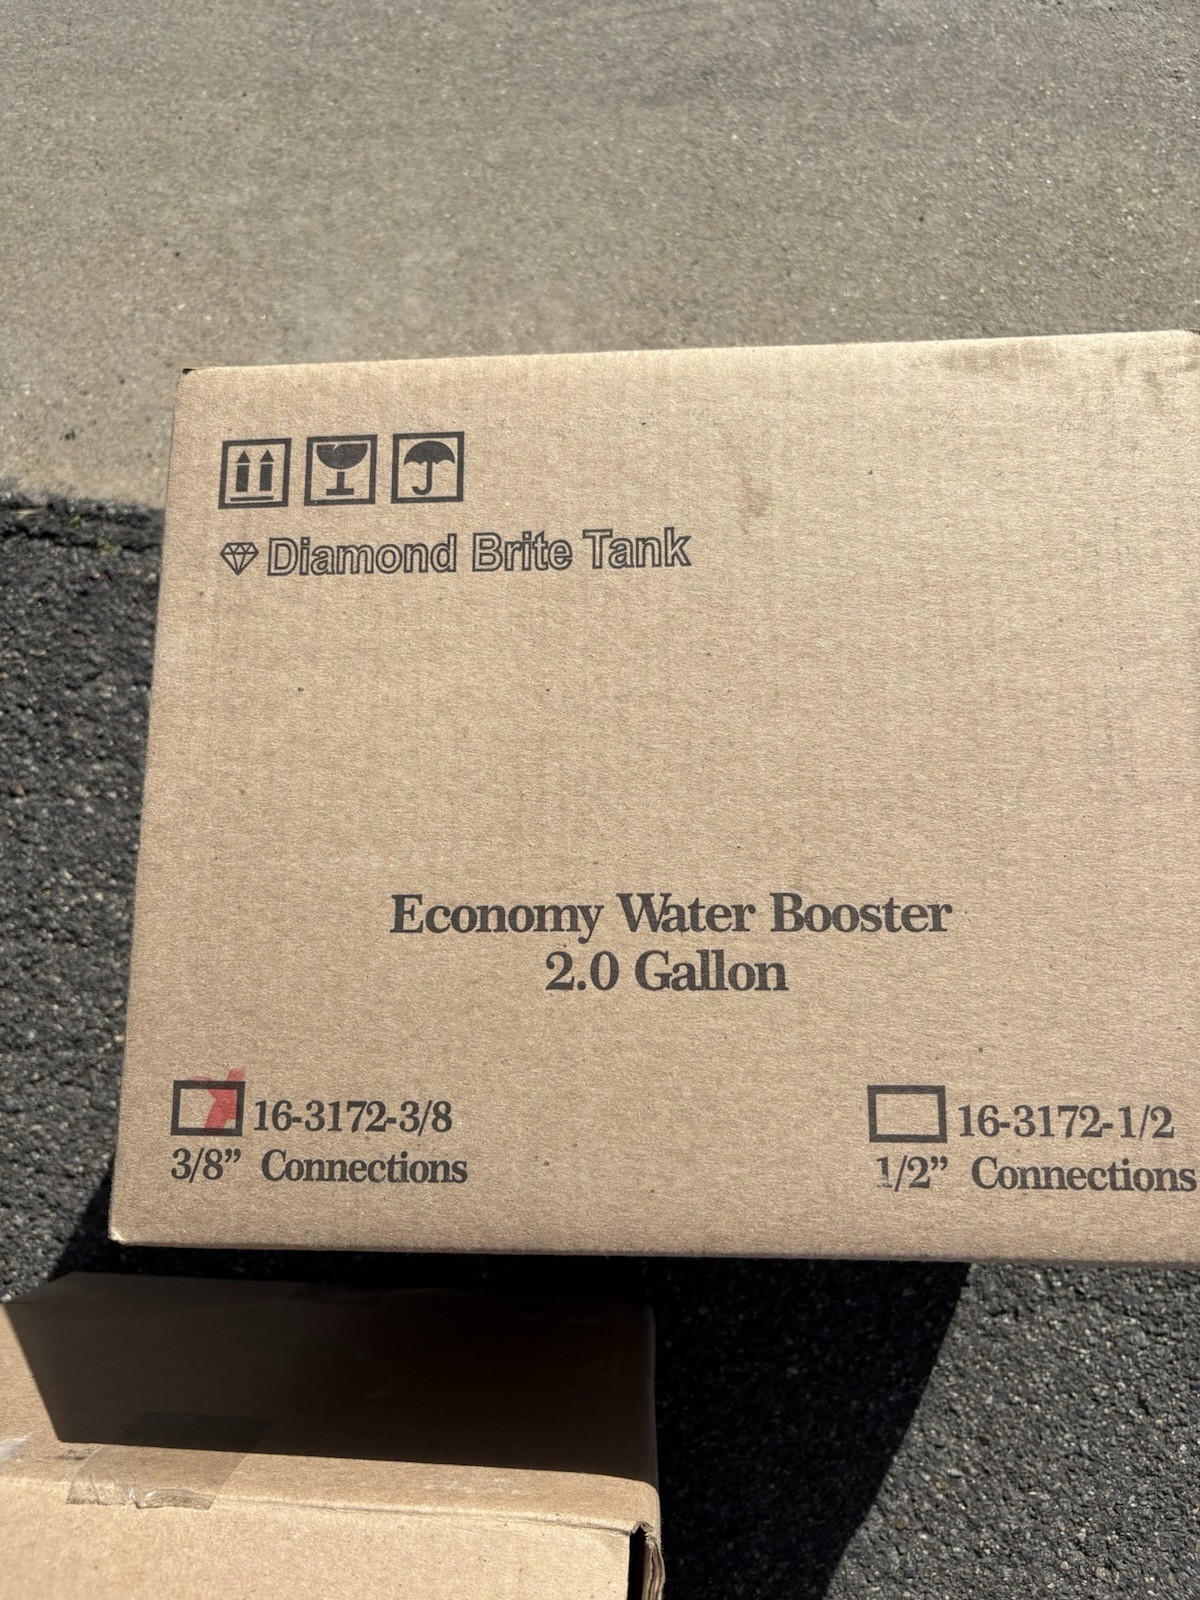 Diamond Brite Tank
Economy Water Booster
2.0 Gallon
16-3172-3/8
3/8” Connections
16-3172-1/2
1/2” Connections